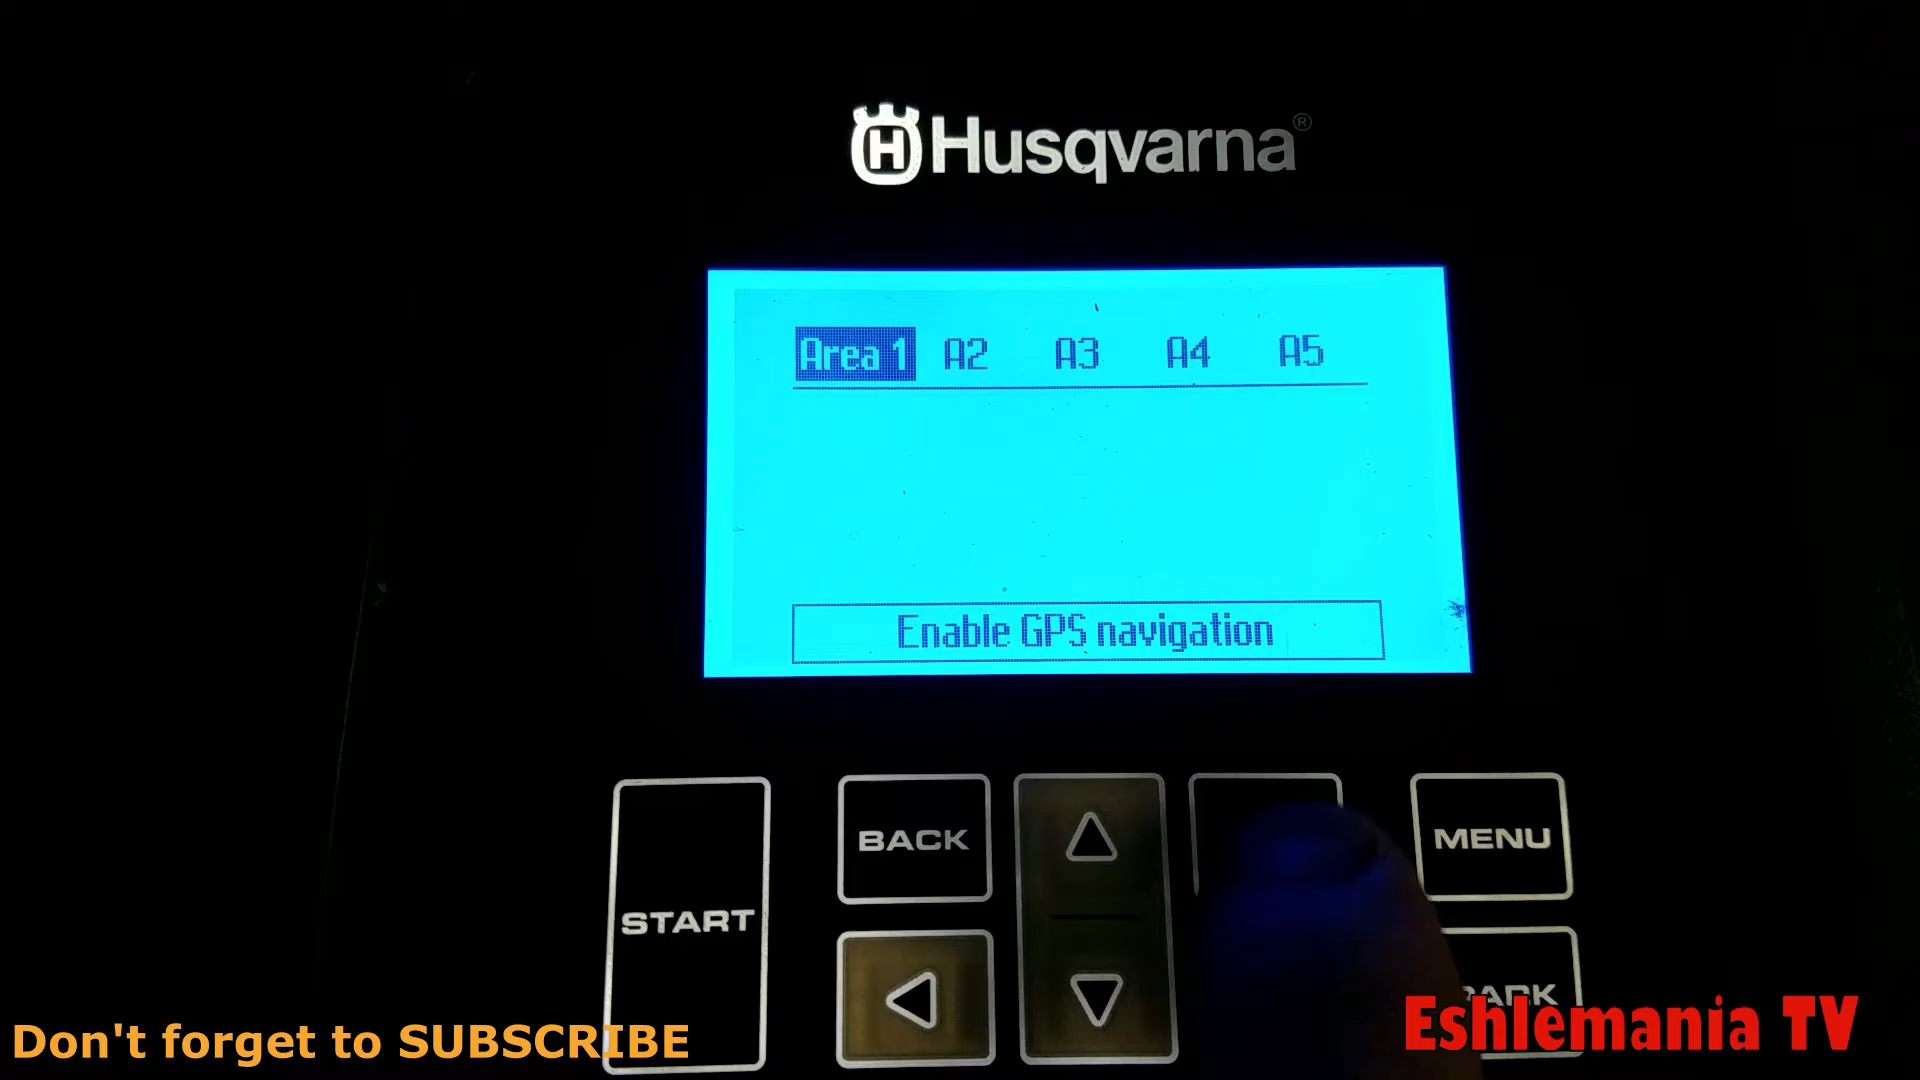 Husqvarna®
Area 1 A2 A3 A4 A5
Enable GPS navigation
START
BACK
MENU
PARK
Don't forget to SUBSCRIBE
Eshlemania TV